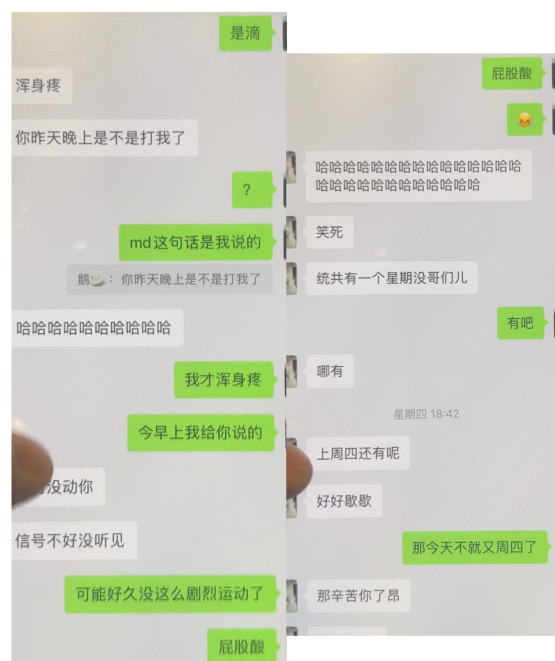 是滴
浑身疼
你昨天晚上是不是打我了
?
md这句话是我说的
鹅：你昨天晚上是不是打我了
哈哈哈哈哈哈哈哈哈哈
我才浑身疼
今早上我给你说的
没动你
信号不好没听见
可能好久没这么剧烈运动了
屁股酸
屁股酸
哈哈哈哈哈哈哈哈哈哈哈哈哈哈哈
哈哈哈哈哈哈哈哈哈哈哈哈
笑死
统共有一个星期没哥们儿
有吧
哪有
星期四 18:42
上周四还有呢
好好歇歇
那今天不就又周四了
那辛苦你了昂